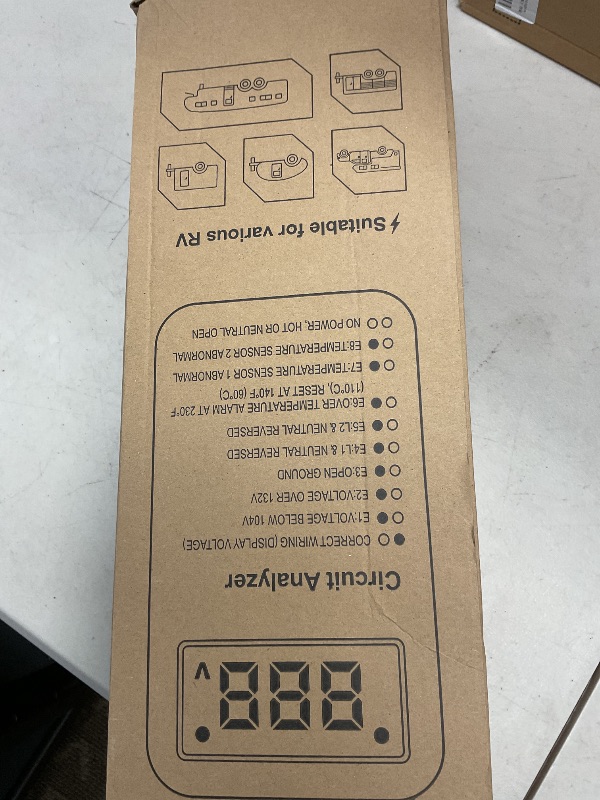 888 V
Circuit Analyzer
CORRECT WIRING (DISPLAY VOLTAGE)
E1:VOLTAGE BELOW 104V
E2:VOLTAGE OVER 132V
E3:OPEN GROUND
E4:L1 & NEUTRAL REVERSED
E5:L2 & NEUTRAL REVERSED
E6:OVER TEMPERATURE ALARM AT 230°F
(110°C), RESET AT 140°F (60°C)
E7:TEMPERATURE SENSOR 1 ABNORMAL
E8:TEMPERATURE SENSOR 2 ABNORMAL
NO POWER, HOT OR NEUTRAL OPEN
Suitable for various RV